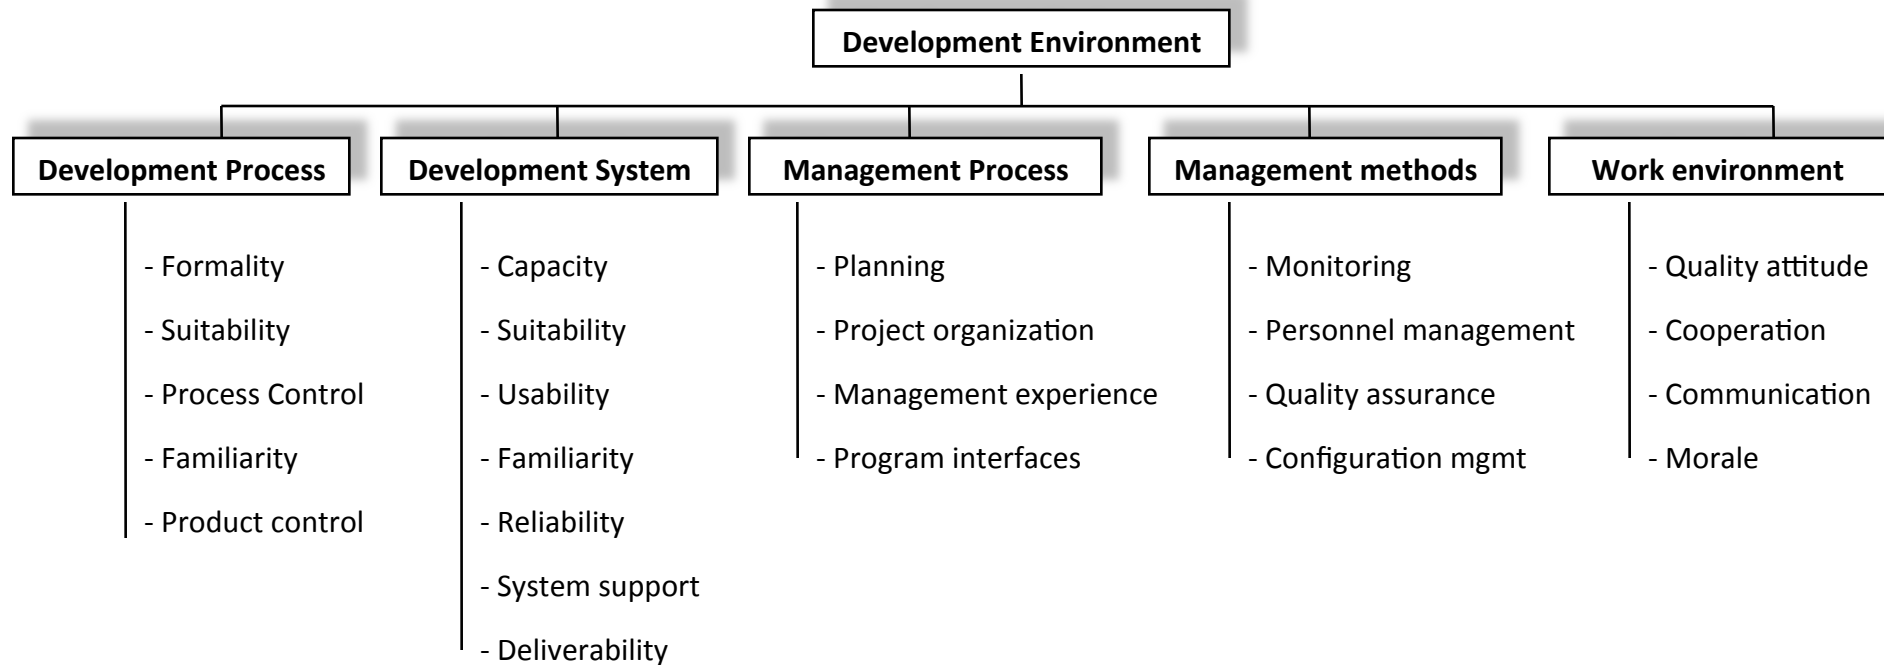 Development Environment
Development Process
- Formality
- Suitability
- Process Control
- Familiarity
- Product control
Development System
- Capacity
- Suitability
- Usability
- Familiarity
- Reliability
- System support
- Deliverability
Management Process
- Planning
- Project organization
- Management experience
- Program interfaces
Management methods
- Monitoring
- Personnel management
- Quality assurance
- Configuration mgmt
Work environment
- Quality attitude
- Cooperation
- Communication
- Morale